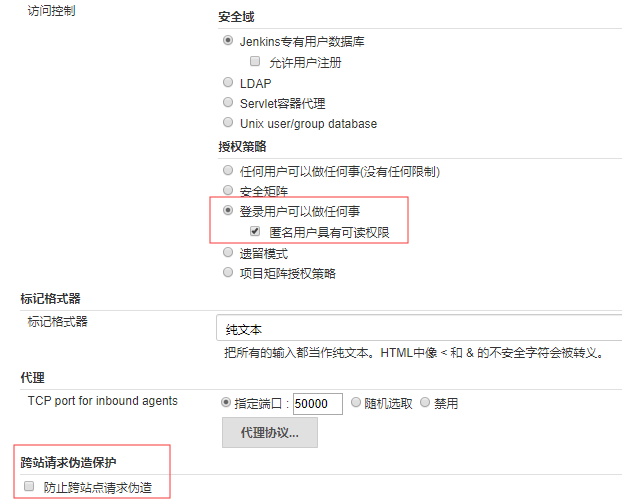 访问控制
安全域
Jenkins专有用户数据库
允许用户注册
LDAP
Servlet容器代理
Unix user/group database
授权策略
任何用户可以做任何事(没有任何限制)
安全矩阵
登录用户可以做任何事
匿名用户具有可读权限
遗留模式
项目矩阵授权策略
标记格式器
标记格式器 纯文本
把所有的输入都当作纯文本。HTML中像 < 和 & 的不安全字符会被转义。
代理
TCP port for inbound agents 指定端口 : 50000 随机选取 禁用
代理协议...
跨站请求伪造保护
防止跨站点请求伪造